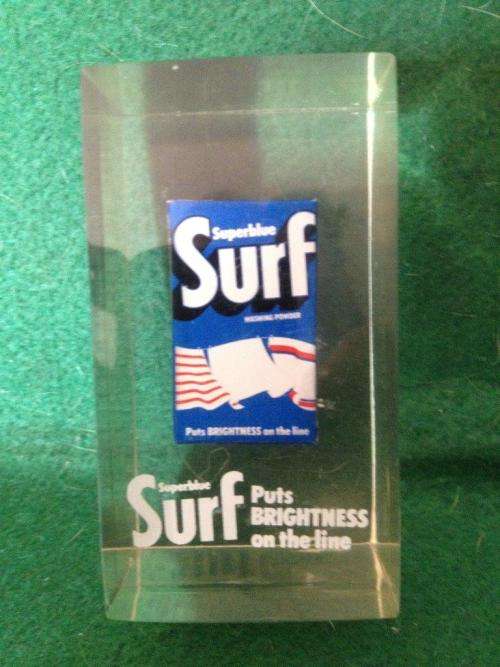 Superblue
Surf
WASHING POWDER
Puts BRIGHTNESS on the line
Superblue
Surf
Puts
BRIGHTNESS
on the line